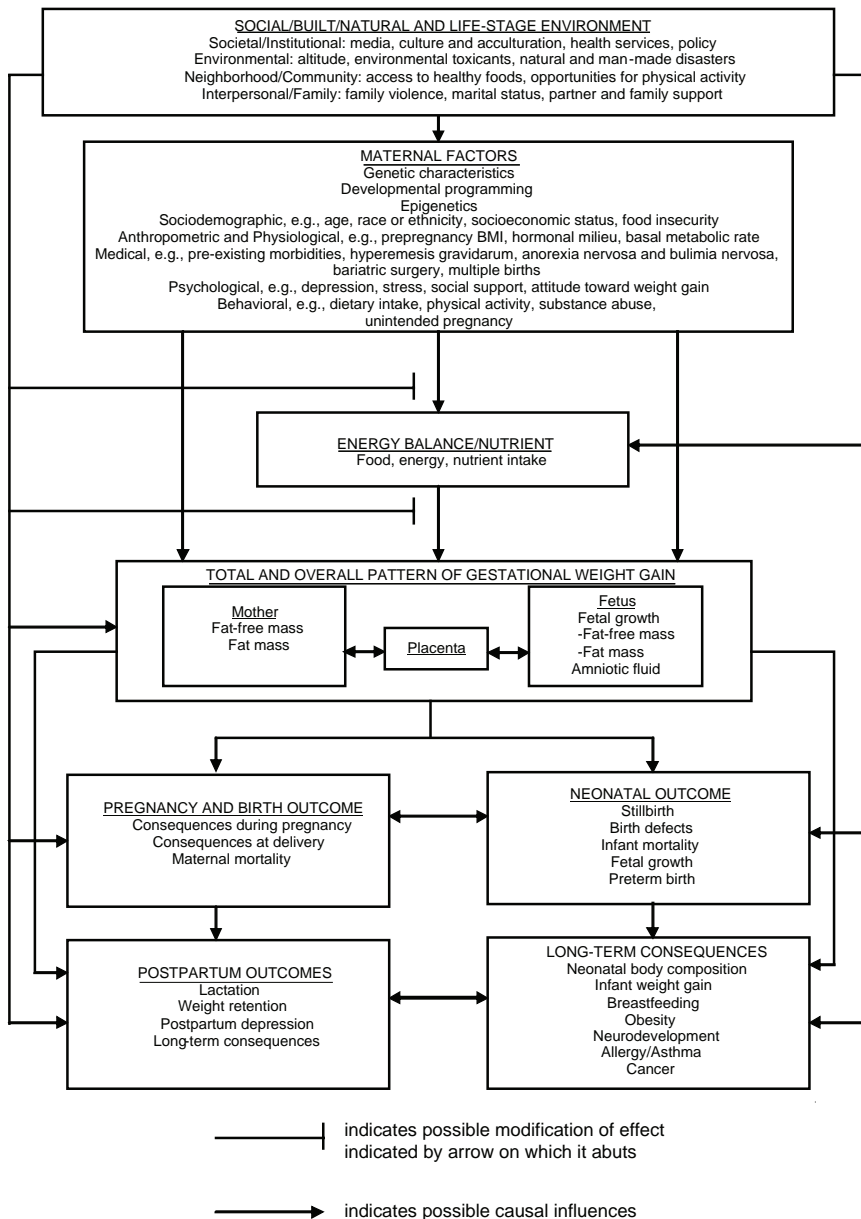 SOCIAL/BUILT/NATURAL AND LIFE-STAGE ENVIRONMENT
Societal/Institutional: media, culture and acculturation, health services, policy
Environmental: altitude, environmental toxicants, natural and man-made disasters
Neighborhood/Community: access to healthy foods, opportunities for physical activity
Interpersonal/Family: family violence, marital status, partner and family support
MATERNAL FACTORS
Genetic characteristics
Developmental programming
Epigenetics
Sociodemographic, e.g., age, race or ethnicity, socioeconomic status, food insecurity
Anthropometric and Physiological, e.g., prepregnancy BMI, hormonal milieu, basal metabolic rate
Medical, e.g., pre-existing morbidities, hyperemesis gravidarum, anorexia nervosa and bulimia nervosa,
bariatric surgery, multiple births
Psychological, e.g., depression, stress, social support, attitude toward weight gain
Behavioral, e.g., dietary intake, physical activity, substance abuse,
unintended pregnancy
ENERGY BALANCE/NUTRIENT
Food, energy, nutrient intake
TOTAL AND OVERALL PATTERN OF GESTATIONAL WEIGHT GAIN
Mother
Fat-free mass
Fat mass
Placenta
Fetus
Fetal growth
-Fat-free mass
-Fat mass
Amniotic fluid
PREGNANCY AND BIRTH OUTCOME
Consequences during pregnancy
Consequences at delivery
Maternal mortality
NEONATAL OUTCOME
Stillbirth
Birth defects
Infant mortality
Fetal growth
Preterm birth
POSTPARTUM OUTCOMES
Lactation
Weight retention
Postpartum depression
Long-term consequences
LONG-TERM CONSEQUENCES
Neonatal body composition
Infant weight gain
Breastfeeding
Obesity
Neurodevelopment
Allergy/Asthma
Cancer
indicates possible modification of effect
indicated by arrow on which it abuts
indicates possible causal influences